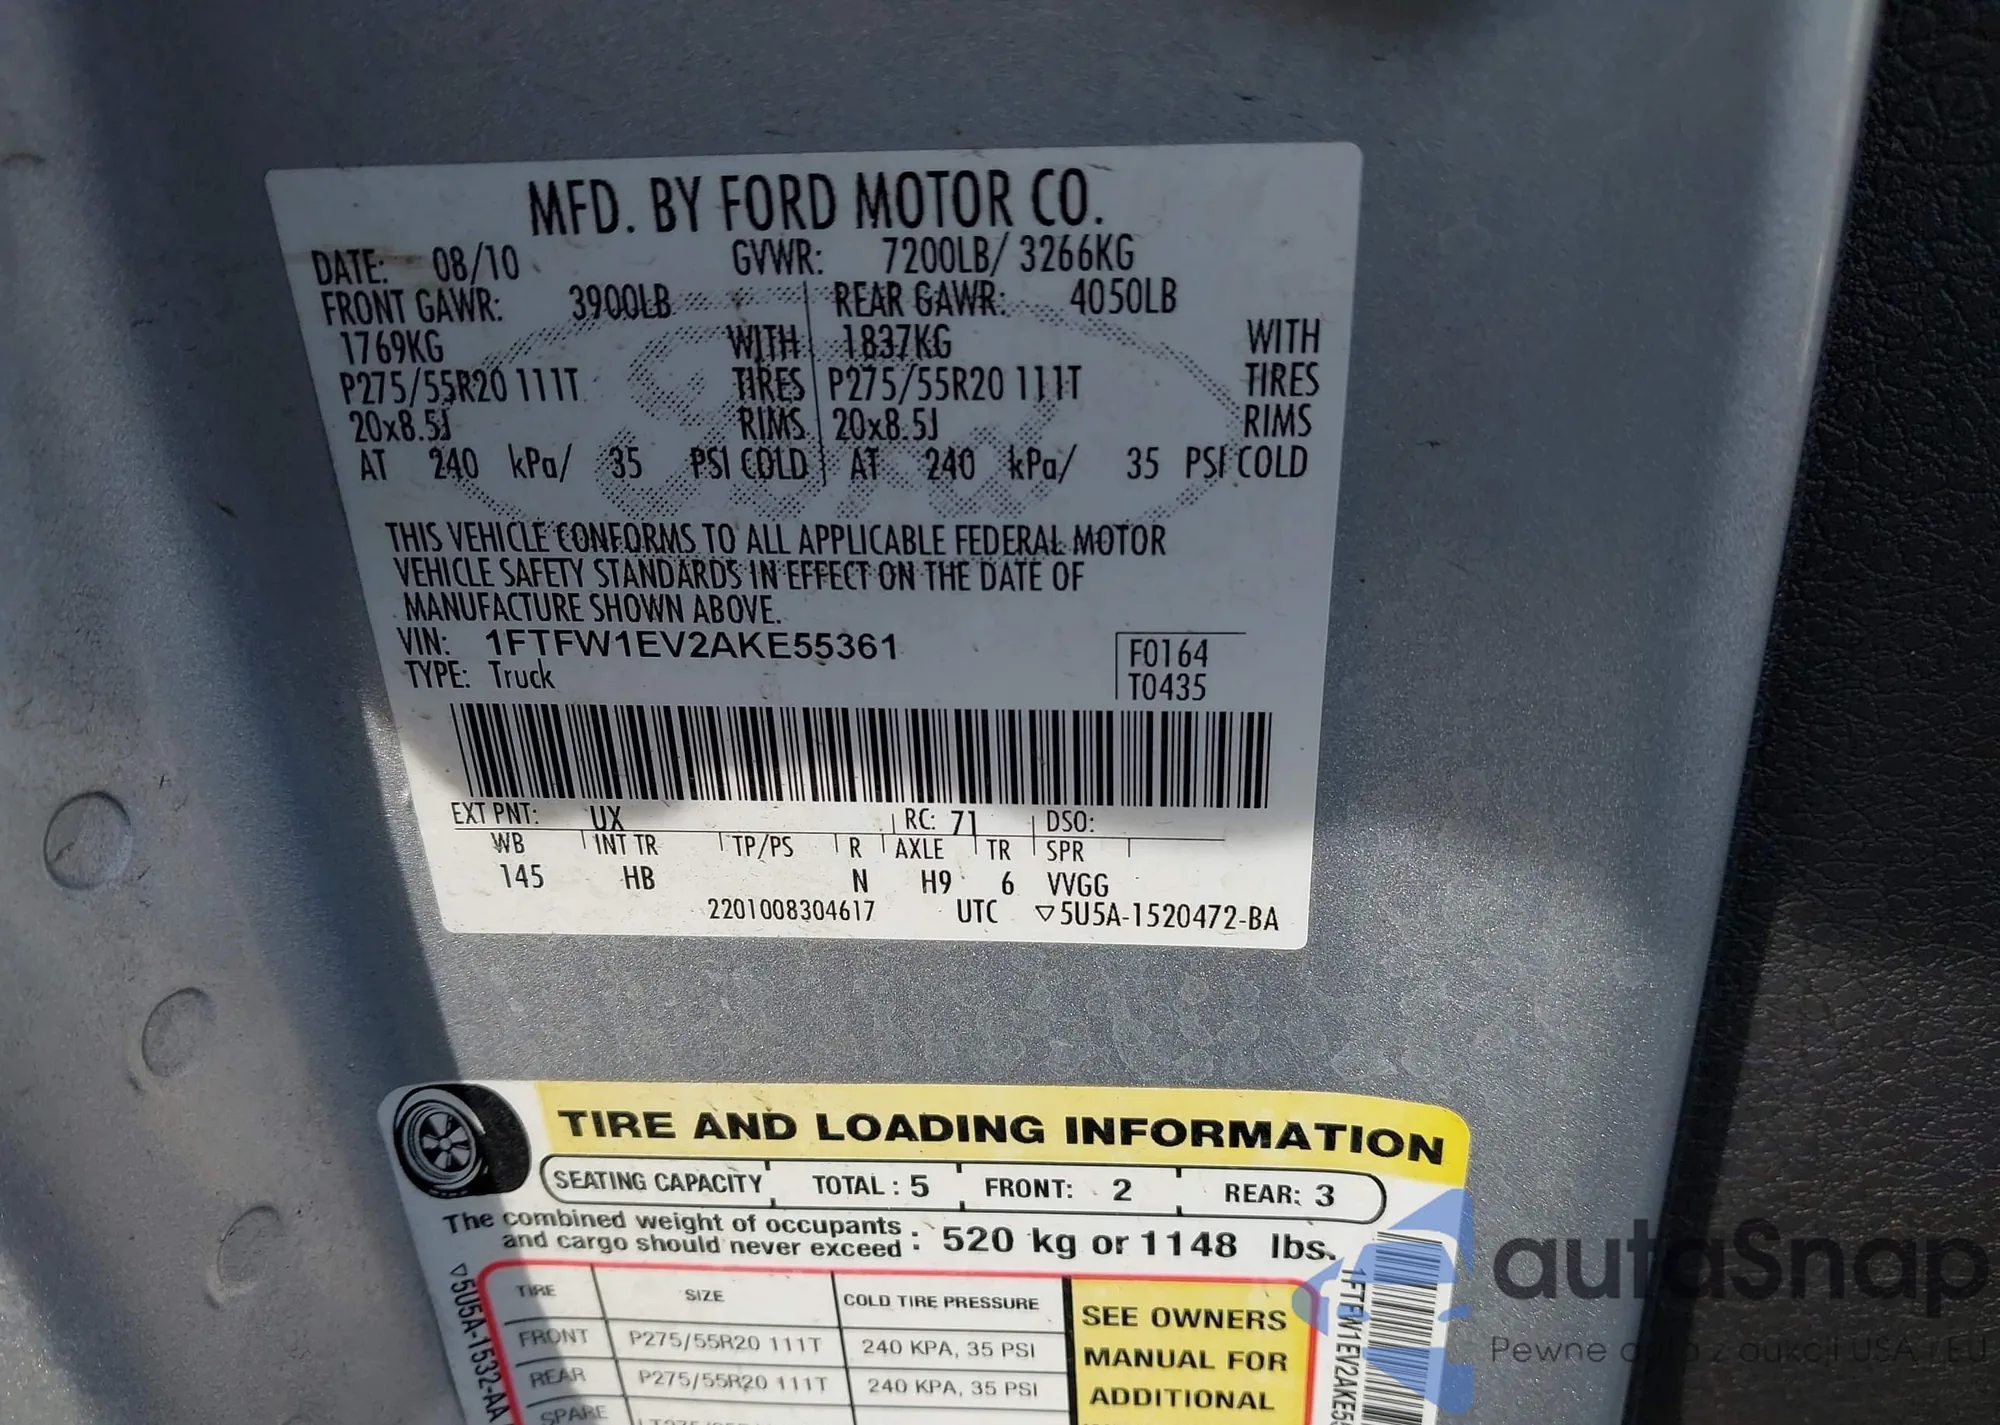 MFD. BY FORD MOTOR CO.
DATE: 08/10 GVWR: 7200LB/ 3266KG
FRONT GAWR: 3900LB REAR GAWR: 4050LB
1769KG WITH 1837KG WITH
P275/55R20 111T TIRES P275/55R20 111T TIRES
20x8.5J RIMS 20x8.5J RIMS
AT 240 kPa/ 35 PSI COLD AT 240 kPa/ 35 PSI COLD
THIS VEHICLE CONFORMS TO ALL APPLICABLE FEDERAL MOTOR
VEHICLE SAFETY STANDARDS IN EFFECT ON THE DATE OF
MANUFACTURE SHOWN ABOVE.
VIN: 1FTFW1EV2AKE55361 F0164
TYPE: Truck T0435
EXT PNT: UX RC: 71 DSO:
WB INT TR TP/PS R AXLE TR SPR
145 HB N H9 6 VVGG
2201008304617 UTC ▽5U5A-1520472-BA
TIRE AND LOADING INFORMATION
SEATING CAPACITY TOTAL : 5 FRONT: 2 REAR: 3
The combined weight of occupants
and cargo should never exceed : 520 kg or 1148 lbs.
TIRE SIZE COLD TIRE PRESSURE
FRONT P275/55R20 111T 240 KPA, 35 PSI
REAR P275/55R20 111T 240 KPA, 35 PSI
SPARE
SEE OWNERS
MANUAL FOR
ADDITIONAL
▽5U5A-1532-AA
1FTFW1EV2AKE5
autaSnap
Pewne auta z aukcji USA i EU